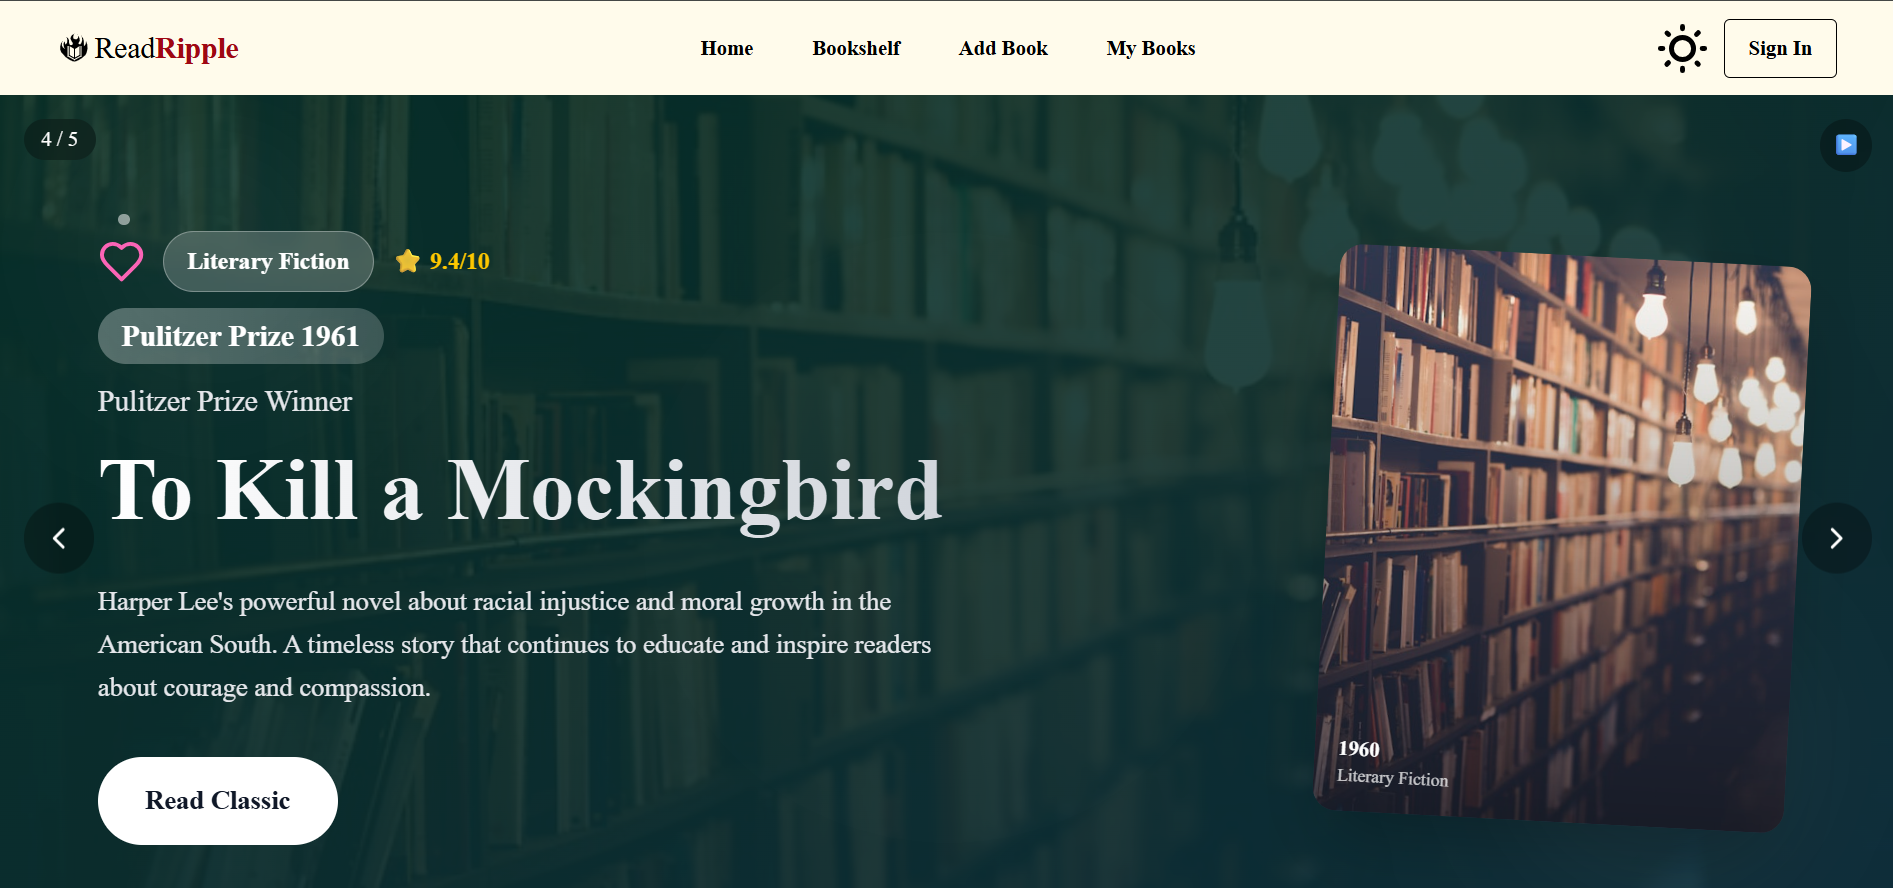 ReadRipple
Home
Bookshelf
Add Book
My Books
Sign In
4 / 5
Literary Fiction
9.4/10
Pulitzer Prize 1961
Pulitzer Prize Winner
To Kill a Mockingbird
Harper Lee's powerful novel about racial injustice and moral growth in the
American South. A timeless story that continues to educate and inspire readers
about courage and compassion.
Read Classic
1960
Literary Fiction